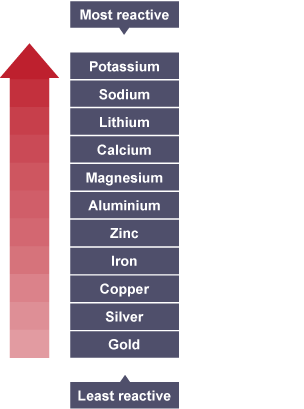 Most reactive
Potassium
Sodium
Lithium
Calcium
Magnesium
Aluminium
Zinc
Iron
Copper
Silver
Gold
Least reactive